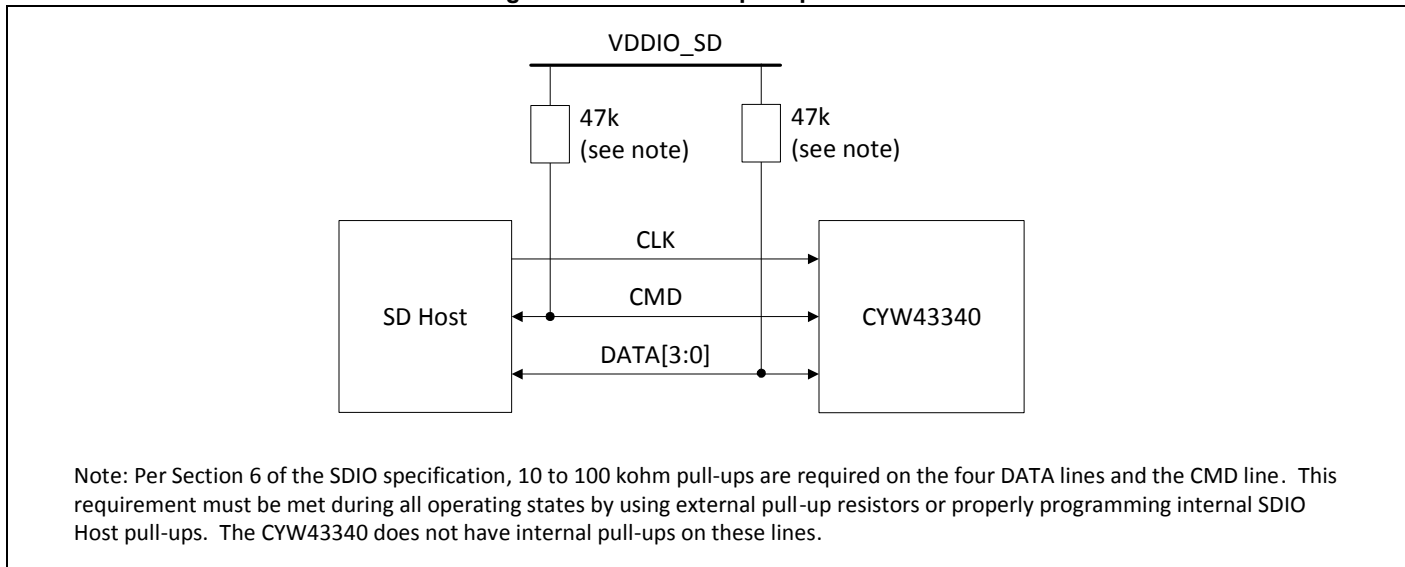 VDDIO_SD
47k
(see note)
47k
(see note)
CLK
CMD
SD Host
CYW43340
DATA[3:0]
Note: Per Section 6 of the SDIO specification, 10 to 100 kohm pull-ups are required on the four DATA lines and the CMD line. This
requirement must be met during all operating states by using external pull-up resistors or properly programming internal SDIO
Host pull-ups. The CYW43340 does not have internal pull-ups on these lines.